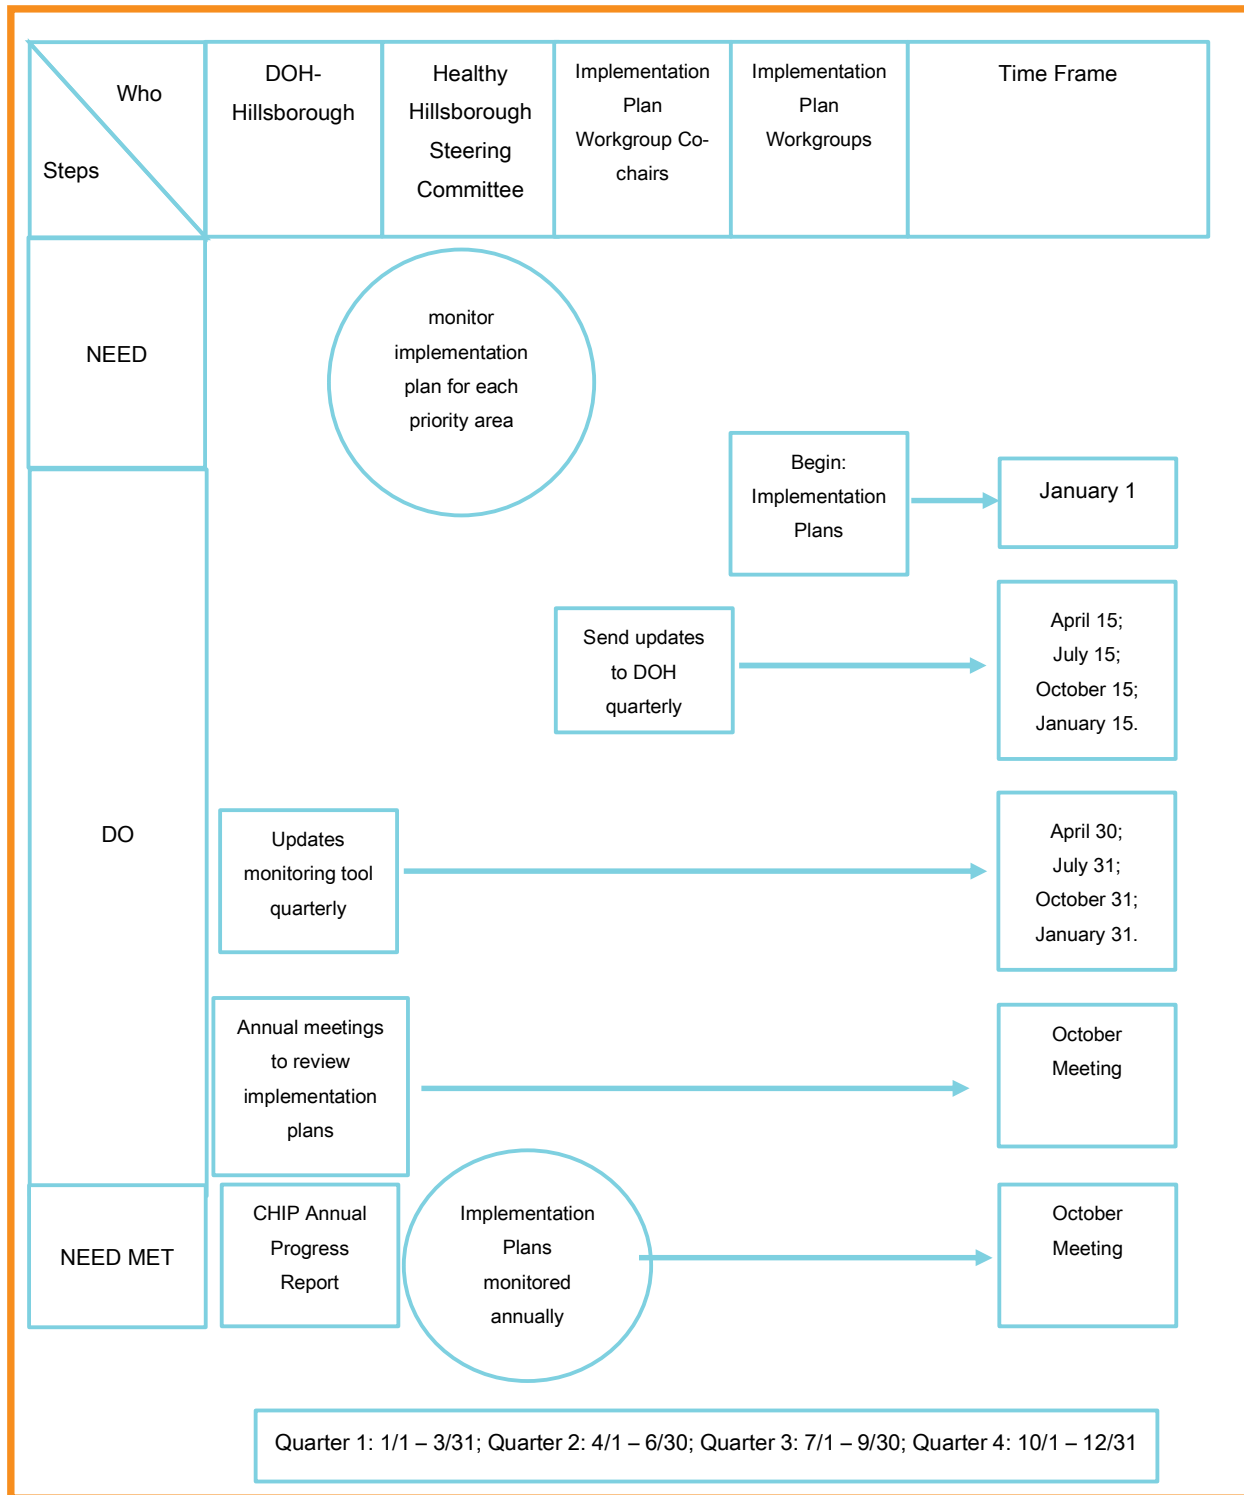 Who
Steps
DOH-
Hillsborough
Healthy
Hillsborough
Steering
Committee
Implementation
Plan
Workgroup Co-
chairs
Implementation
Plan
Workgroups
Time Frame
NEED
monitor
implementation
plan for each
priority area
DO
Begin:
Implementation
Plans
January 1
Send updates
to DOH
quarterly
April 15;
July 15;
October 15;
January 15.
Updates
monitoring tool
quarterly
April 30;
July 31;
October 31;
January 31.
Annual meetings
to review
implementation
plans
October
Meeting
NEED MET
CHIP Annual
Progress
Report
Implementation
Plans
monitored
annually
October
Meeting
Quarter 1: 1/1 – 3/31; Quarter 2: 4/1 – 6/30; Quarter 3: 7/1 – 9/30; Quarter 4: 10/1 – 12/31